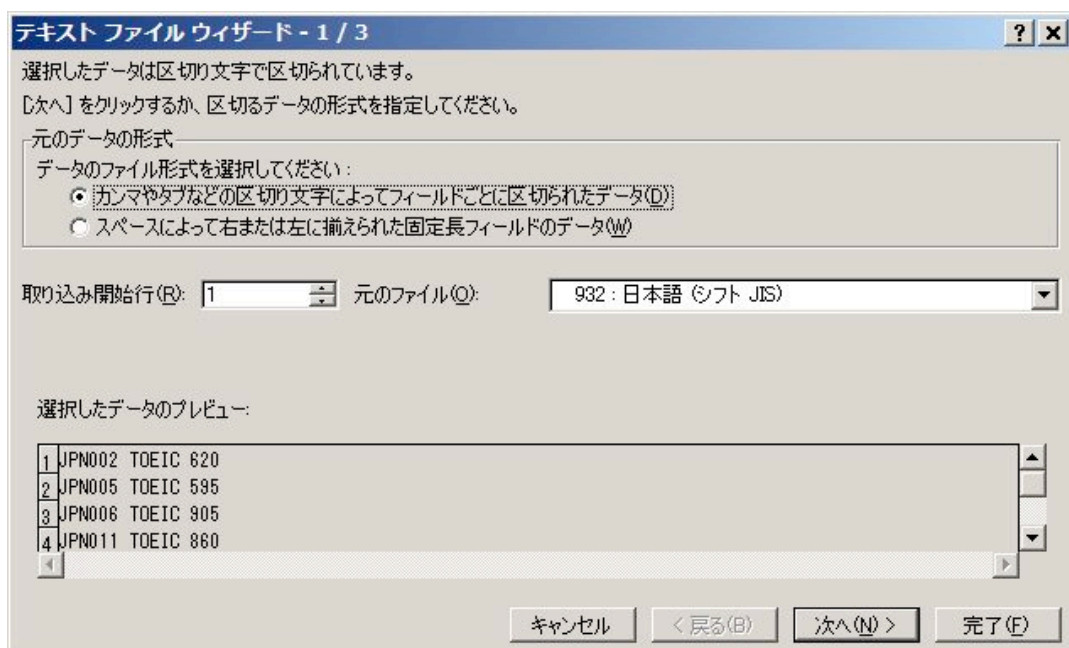 テキスト ファイル ウィザード - 1 / 3
選択したデータは区切り文字で区切られています。
[次へ] をクリックするか、区切るデータの形式を指定してください。
元のデータの形式
データのファイル形式を選択してください：
カンマやタブなどの区切り文字によってフィールドごとに区切られたデータ(D)
スペースによって右または左に揃えられた固定長フィールドのデータ(W)
取り込み開始行(R): 1 元のファイル(O): 932 : 日本語 (シフト JIS)
選択したデータのプレビュー:
1 JPN002 TOEIC 620
2 JPN005 TOEIC 595
3 JPN006 TOEIC 905
4 JPN011 TOEIC 860
キャンセル < 戻る(B) 次へ(N) > 完了(F)